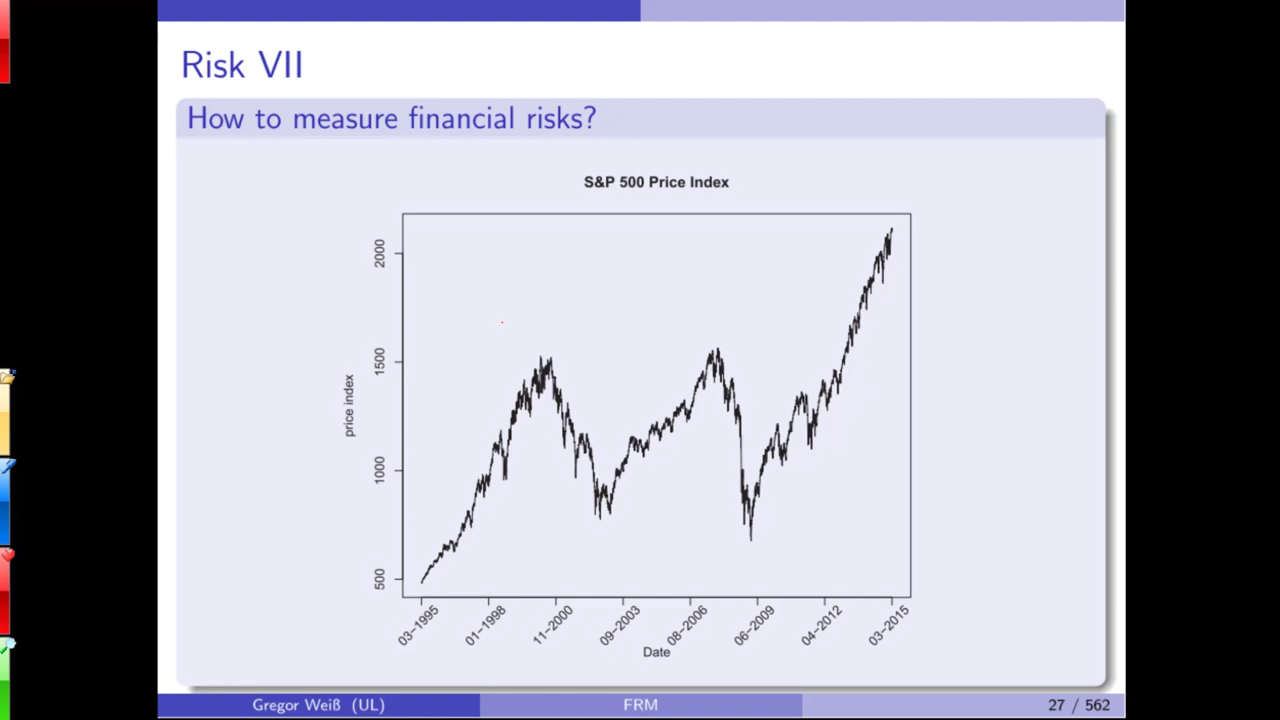 Risk VII
How to measure financial risks?
S&P 500 Price Index
2000
1500
1000
500
price index
03−1995
01−1998
11−2000
09−2003
08−2006
06−2009
04−2012
03−2015
Date
Gregor Weiß (UL)
FRM
27 / 562